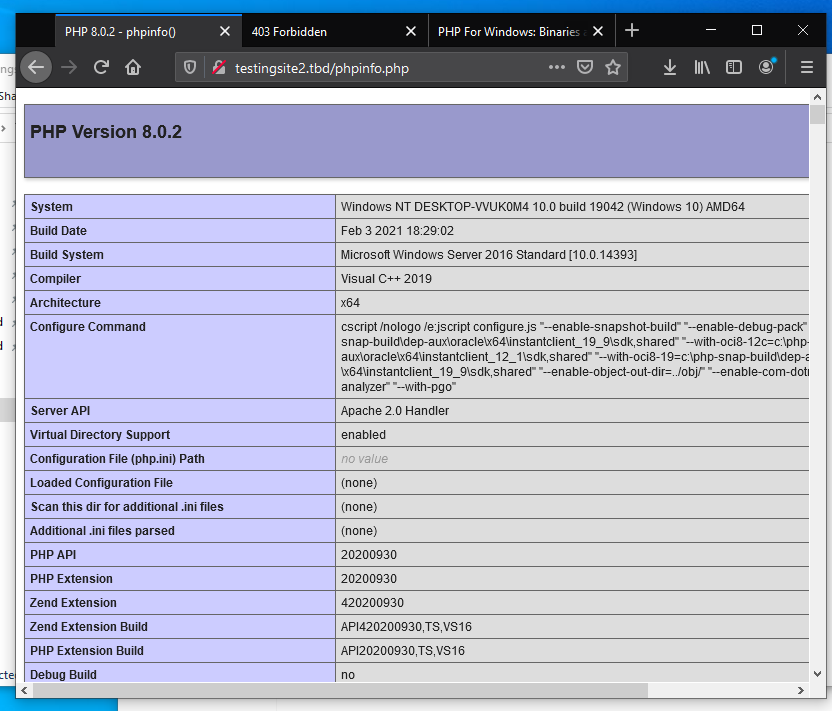 PHP 8.0.2 - phpinfo()
403 Forbidden
PHP For Windows: Binaries
testingsite2.tbd/phpinfo.php
PHP Version 8.0.2
System Windows NT DESKTOP-VVUK0M4 10.0 build 19042 (Windows 10) AMD64
Build Date Feb 3 2021 18:29:02
Build System Microsoft Windows Server 2016 Standard [10.0.14393]
Compiler Visual C++ 2019
Architecture x64
Configure Command cscript /nologo /e:jscript configure.js "--enable-snapshot-build" "--enable-debug-pack"
snap-build\dep-aux\oracle\x64\instantclient_19_9\sdk,shared" "--with-oci8-12c=c:\php-
aux\oracle\x64\instantclient_12_1\sdk,shared" "--with-oci8-19=c:\php-snap-build\dep-a
\x64\instantclient_19_9\sdk,shared" "--enable-object-out-dir=../obj/" "--enable-com-dotn
analyzer" "--with-pgo"
Server API Apache 2.0 Handler
Virtual Directory Support enabled
Configuration File (php.ini) Path no value
Loaded Configuration File (none)
Scan this dir for additional .ini files (none)
Additional .ini files parsed (none)
PHP API 20200930
PHP Extension 20200930
Zend Extension 420200930
Zend Extension Build API420200930,TS,VS16
PHP Extension Build API20200930,TS,VS16
Debug Build no